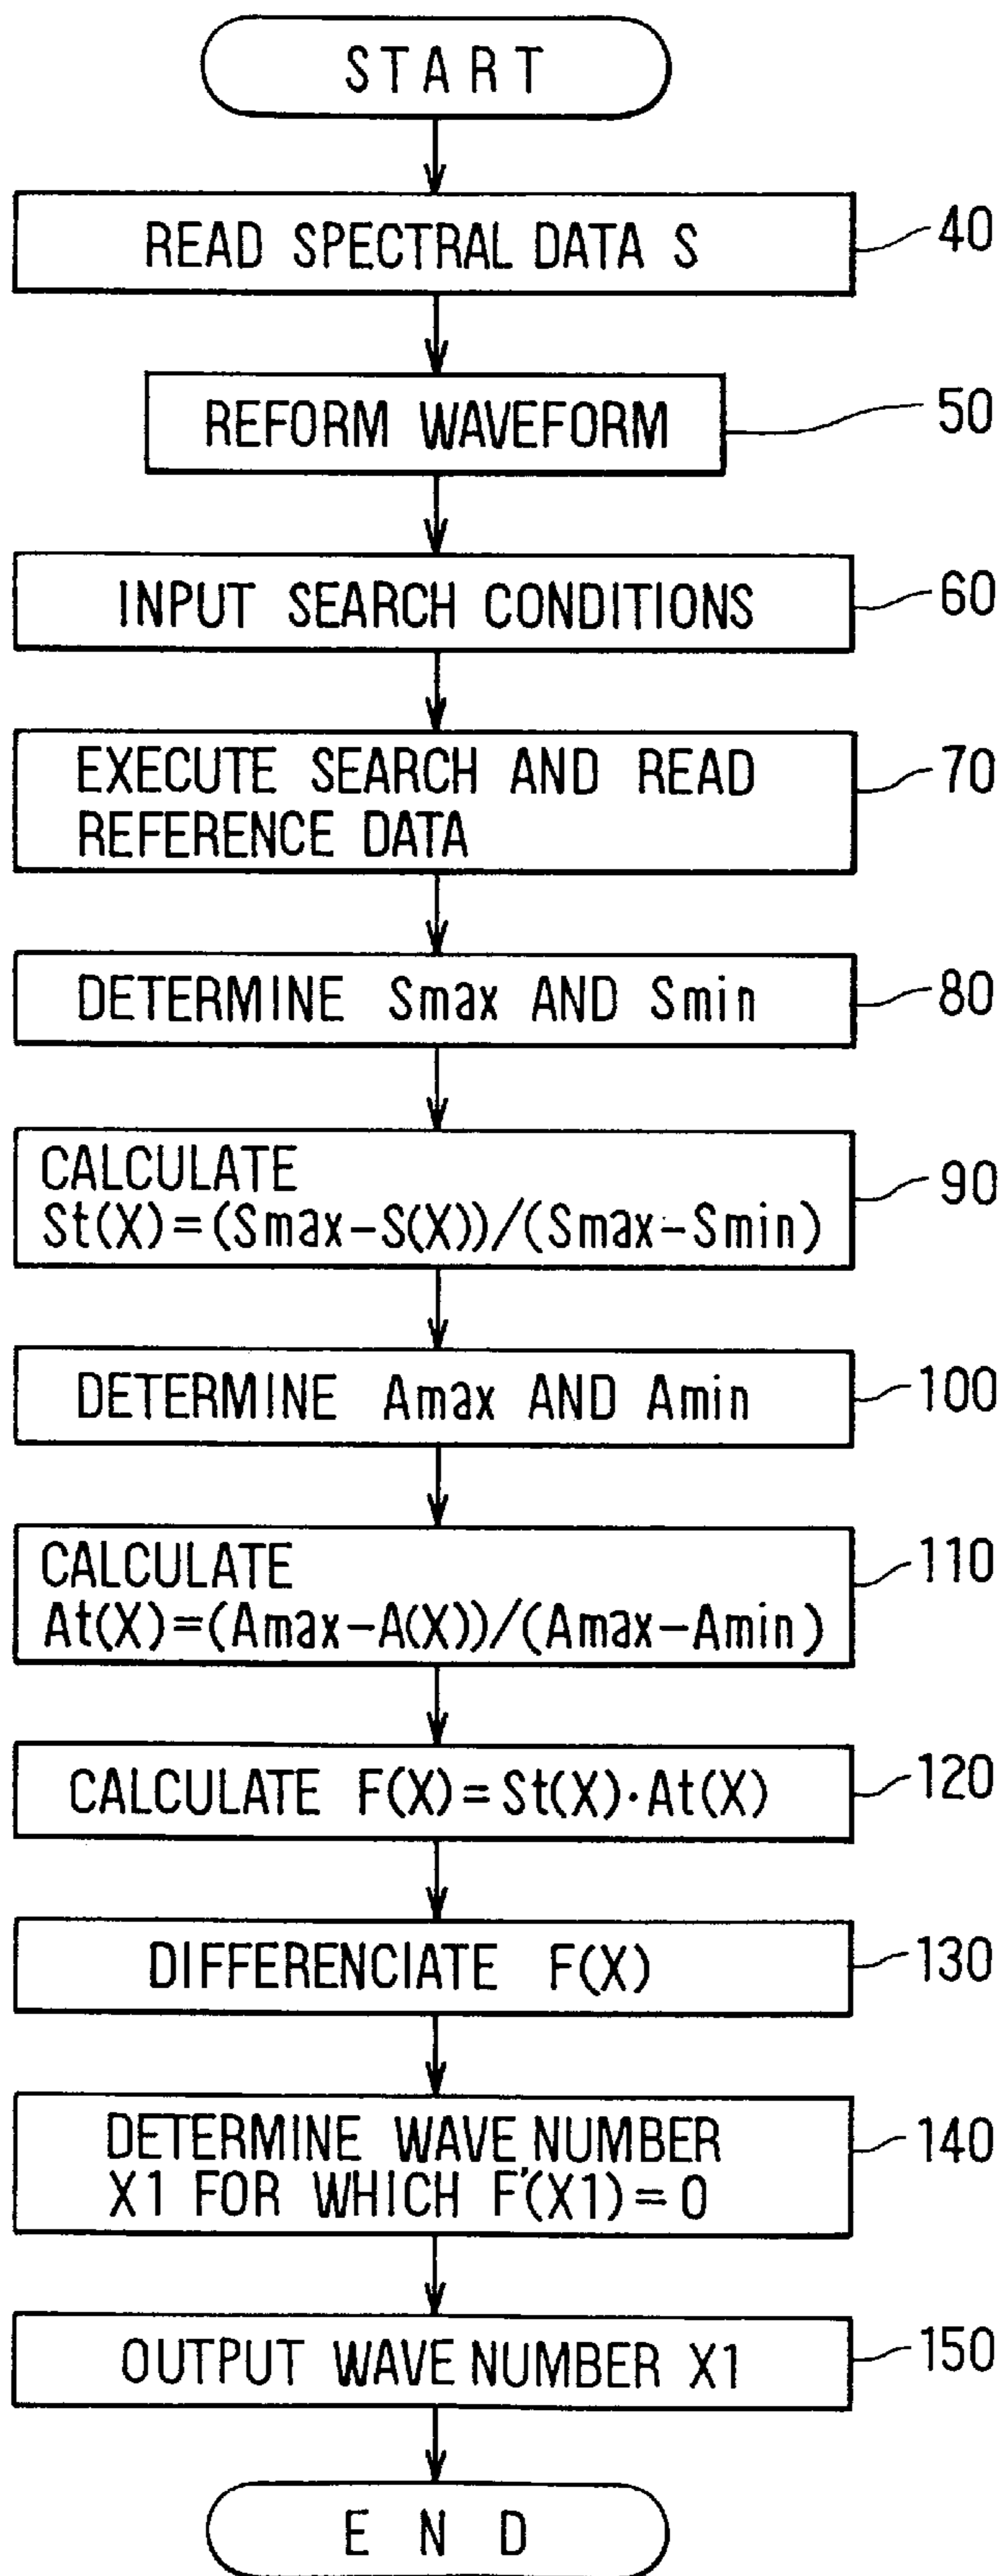 START
READ SPECTRAL DATA S
40
REFORM WAVEFORM
50
INPUT SEARCH CONDITIONS
60
EXECUTE SEARCH AND READ
REFERENCE DATA
70
DETERMINE Smax AND Smin
80
CALCULATE
St(X)=(Smax-S(X))/(Smax-Smin)
90
DETERMINE Amax AND Amin
100
CALCULATE
At(X)=(Amax-A(X))/(Amax-Amin)
110
CALCULATE F(X)=St(X)·At(X)
120
DIFFERENCIATE F(X)
130
DETERMINE WAVE NUMBER
X1 FOR WHICH F'(X1)=0
140
OUTPUT WAVE NUMBER X1
150
END